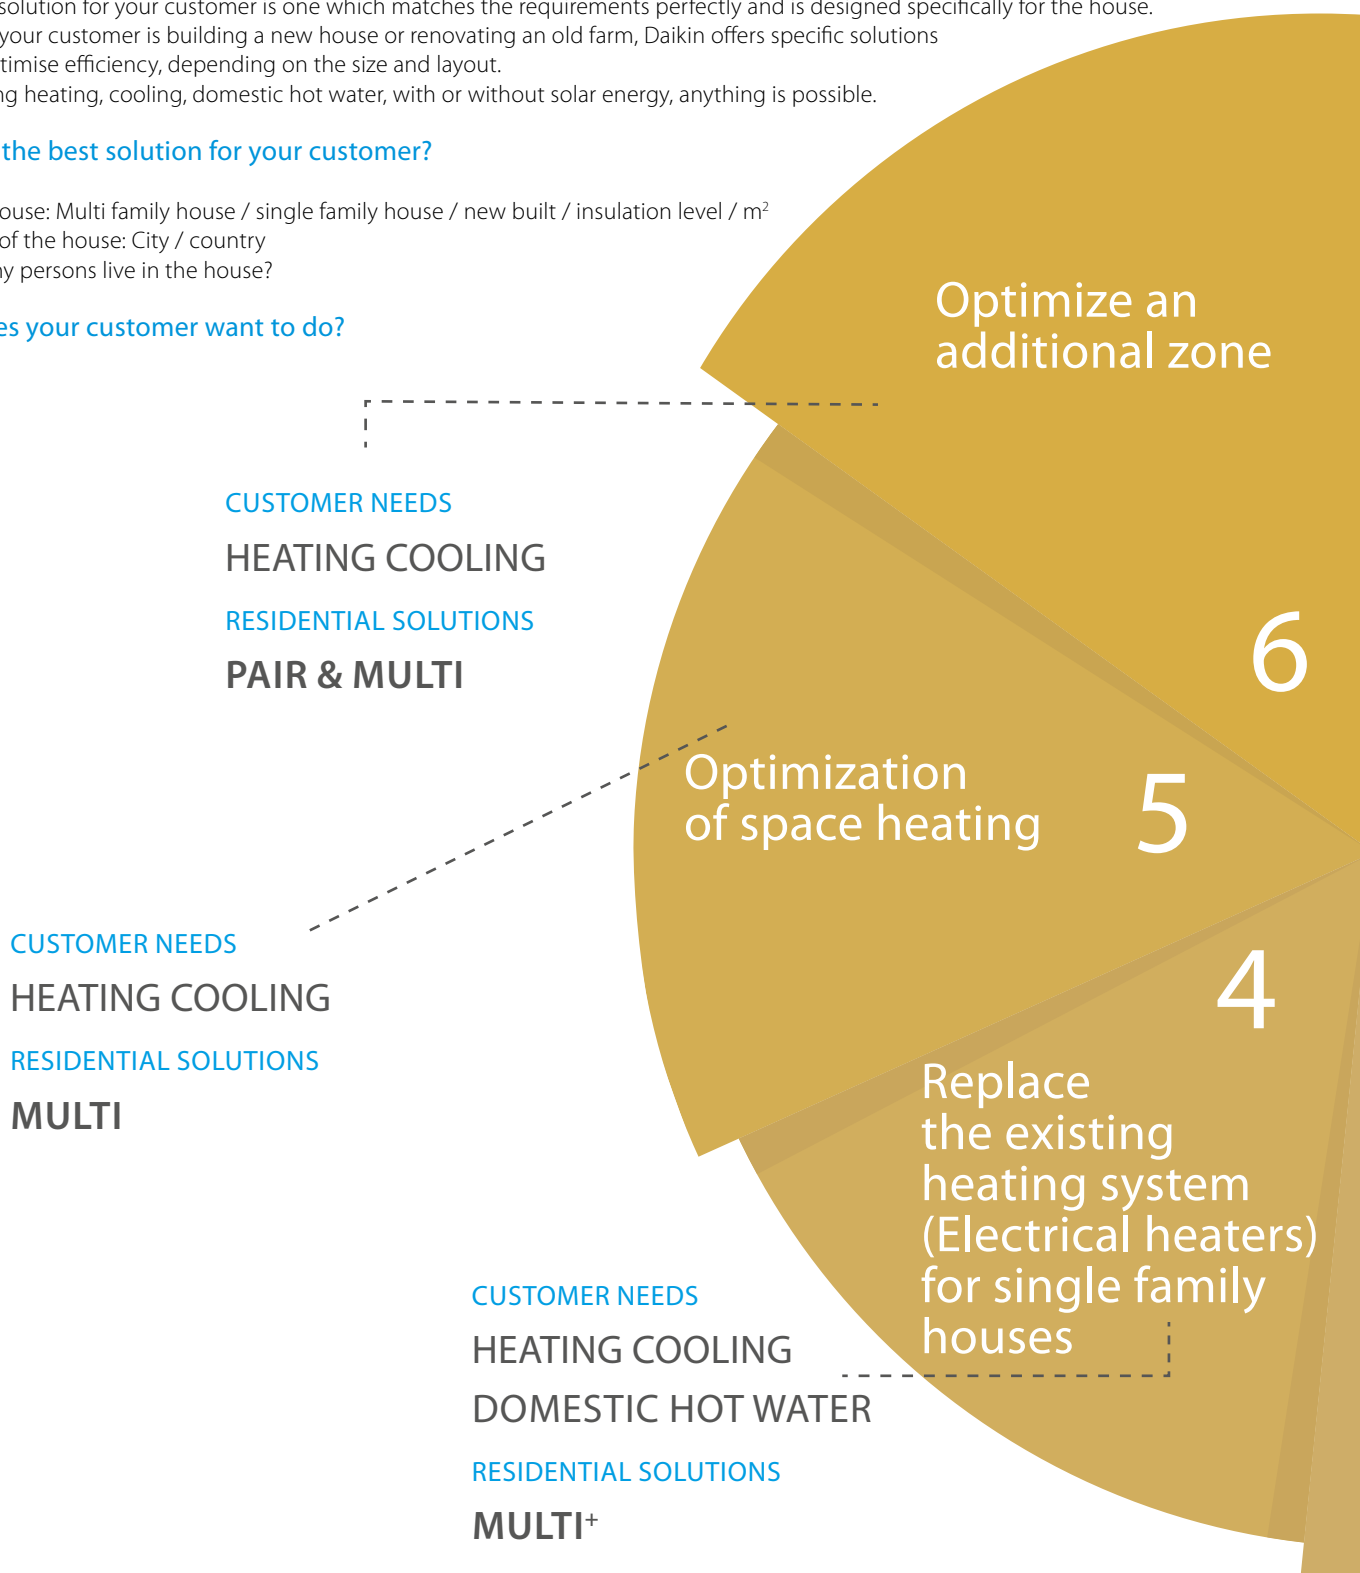 solution for your customer is one which matches the requirements perfectly and is designed specifically for the house.
your customer is building a new house or renovating an old farm, Daikin offers specific solutions
timise efficiency, depending on the size and layout.
ng heating, cooling, domestic hot water, with or without solar energy, anything is possible.
the best solution for your customer?
ouse: Multi family house / single family house / new built / insulation level / m²
of the house: City / country
ny persons live in the house?
es your customer want to do?
Optimize an
additional zone
6
CUSTOMER NEEDS
HEATING COOLING
RESIDENTIAL SOLUTIONS
PAIR & MULTI
Optimization
of space heating
5
CUSTOMER NEEDS
HEATING COOLING
RESIDENTIAL SOLUTIONS
MULTI
4
Replace
the existing
heating system
(Electrical heaters)
for single family
houses
CUSTOMER NEEDS
HEATING COOLING
DOMESTIC HOT WATER
RESIDENTIAL SOLUTIONS
MULTI⁺